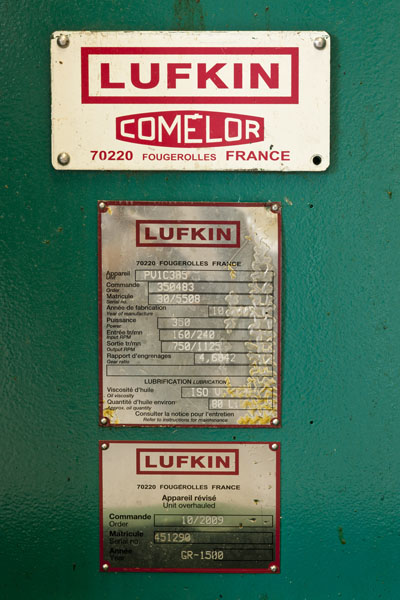 LUFKIN
COMELOR
70220 FOUGEROLLES FRANCE
LUFKIN
70220 FOUGEROLLES FRANCE
Appareil PV1C385
Unit
Commande 350483
Order
Matricule 30/5508
Serial no.
Année de fabrication
Year of manufacture
Puissance
Power
Entrée tr/mn 160/240
Input RPM
Sortie tr/mn 750/1125
Output RPM
Rapport d'engrenages 4,6842
Gear ratio
LUBRIFICATION LUBRICATION
Viscosité d'huile ISO
Oil viscosity
Quantité d'huile environ
Approx. oil quantity
Consulter la notice pour l'entretien
Refer to instructions for maintenance
LUFKIN
70220 FOUGEROLLES FRANCE
Appareil révisé
Unit overhauled
Commande 10/2009
Order
Matricule 451290
Serial no.
Année GR-1500
Year